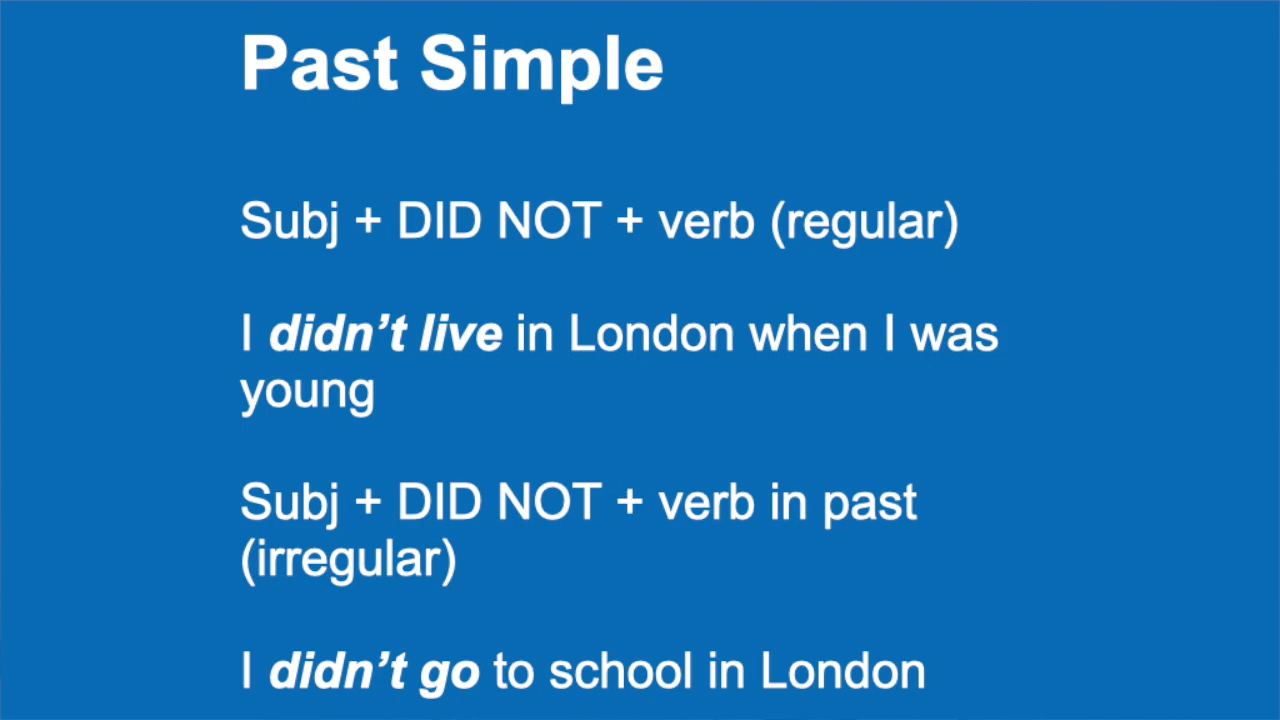 Past Simple
Subj + DID NOT + verb (regular)
I didn’t live in London when I was
young
Subj + DID NOT + verb in past
(irregular)
I didn’t go to school in London